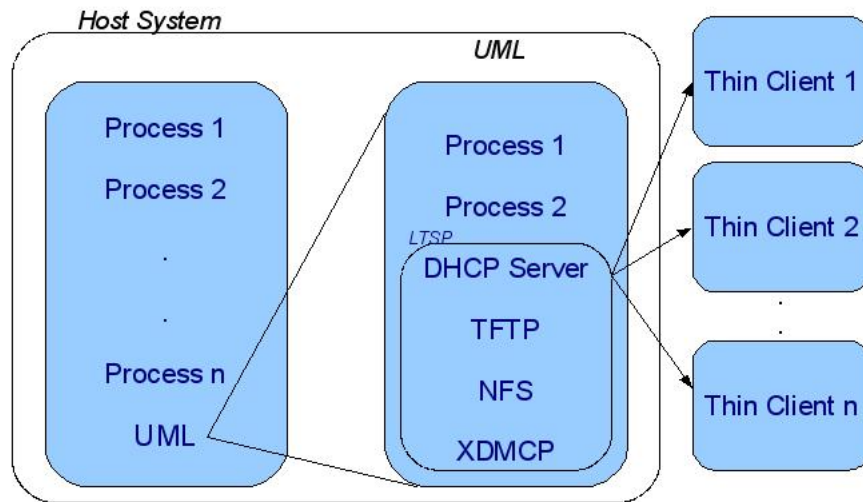 Host System
UML
Process 1
Process 2
.
.
Process n
UML
Process 1
Process 2
LTSP
DHCP Server
TFTP
NFS
XDMCP
Thin Client 1
Thin Client 2
.
.
Thin Client n